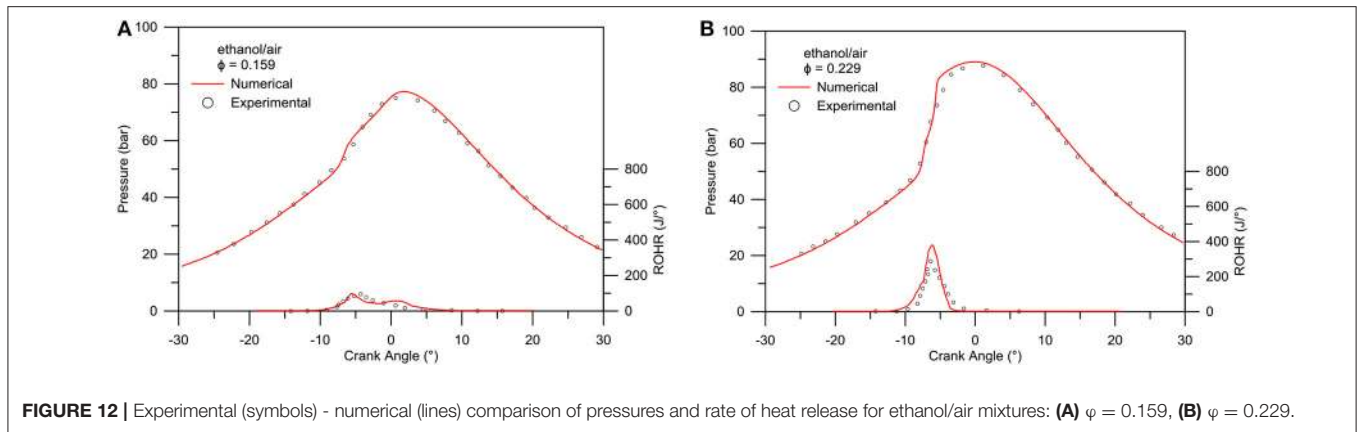 A
ethanol/air
ϕ = 0.159
Numerical
Experimental
100
80
60
40
20
0
Pressure (bar)
800
600
400
200
0
ROHR (J/°)
-30 -20 -10 0 10 20 30
Crank Angle (°)
B
ethanol/air
ϕ = 0.229
Numerical
Experimental
100
80
60
40
20
0
Pressure (bar)
800
600
400
200
0
ROHR (J/°)
-30 -20 -10 0 10 20 30
Crank Angle (°)
FIGURE 12 | Experimental (symbols) - numerical (lines) comparison of pressures and rate of heat release for ethanol/air mixtures: (A) φ = 0.159, (B) φ = 0.229.